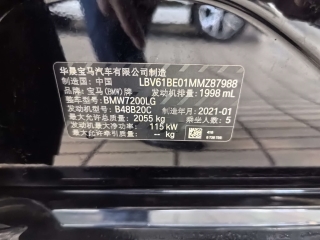 华晨宝马汽车有限公司制造
制造国：中国 LBV61BE01MMZ87988
品牌：宝马(BMW)牌 发动机排量：1998 mL
整车型号：BMW7200LG
发动机型号：B48B20C 制造年月：2021-01
最大允许总质量：2055 kg 乘坐人数：5
发动机最大净功率：115 kW
最大允许牵引质量：-- kg